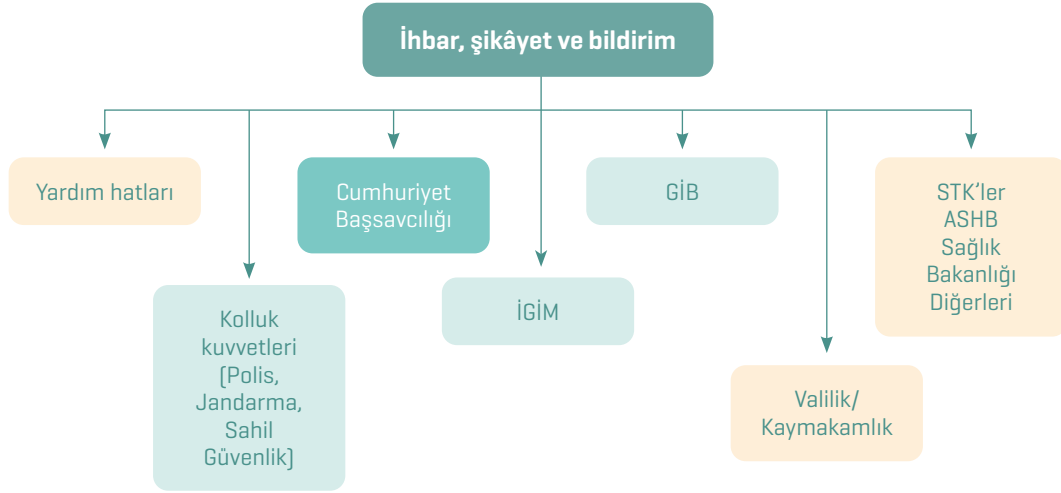 İhbar, şikâyet ve bildirim
Yardım hatları
Kolluk
kuvvetleri
(Polis,
Jandarma,
Sahil
Güvenlik)
Cumhuriyet
Başsavcılığı
İGİM
GİB
Valilik/
Kaymakamlık
STK'ler
ASHB
Sağlık
Bakanlığı
Diğerleri